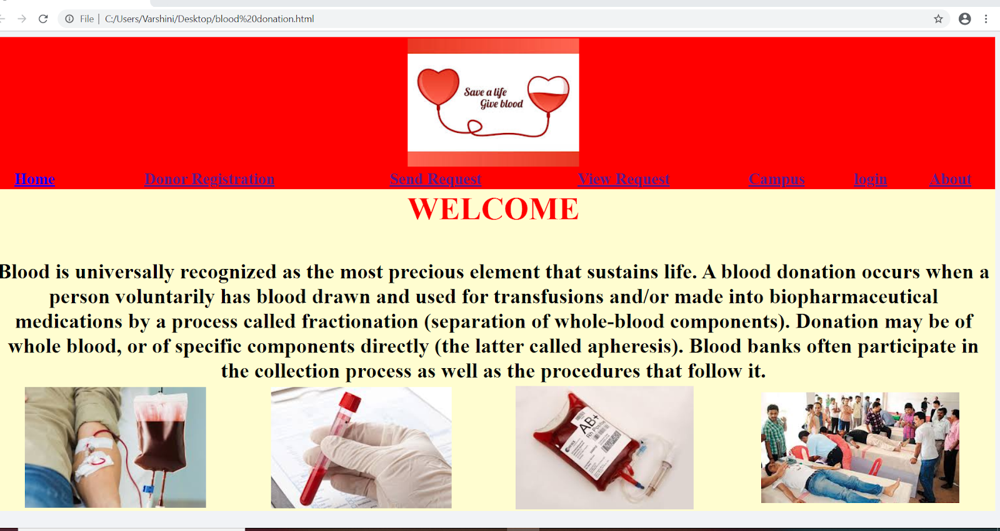 File | C:/Users/Varshini/Desktop/blood%20donation.html
Save a life
Give blood
Home Donor Registration Send Request View Request Campus login About
WELCOME
Blood is universally recognized as the most precious element that sustains life. A blood donation occurs when a
person voluntarily has blood drawn and used for transfusions and/or made into biopharmaceutical
medications by a process called fractionation (separation of whole-blood components). Donation may be of
whole blood, or of specific components directly (the latter called apheresis). Blood banks often participate in
the collection process as well as the procedures that follow it.
AB+
Rh Positive